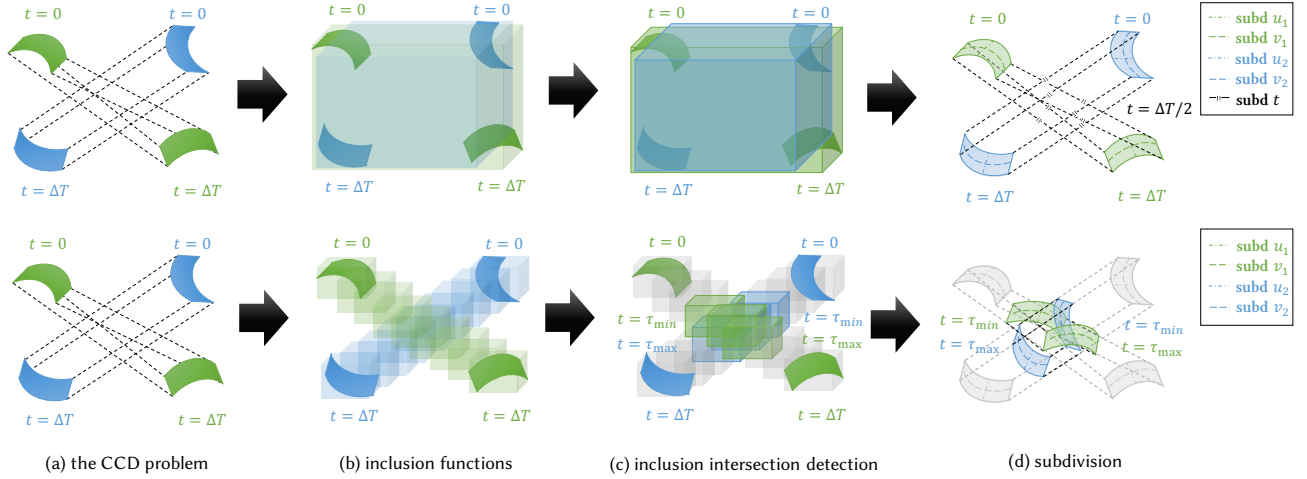 t = 0
t = 0
t = ΔT
t = ΔT
t = 0
t = 0
t = ΔT
t = ΔT
t = 0
t = 0
t = ΔT
t = ΔT
t = 0
t = 0
t = ΔT/2
t = ΔT
t = ΔT
subd u₁
subd v₁
subd u₂
subd v₂
subd t
t = 0
t = 0
t = ΔT
t = ΔT
t = 0
t = 0
t = ΔT
t = ΔT
t = 0
t = 0
t = τmin
t = τmax
t = τmin
t = τmax
t = ΔT
t = ΔT
t = τmin
t = τmax
t = τmin
t = τmax
subd u₁
subd v₁
subd u₂
subd v₂
(a) the CCD problem
(b) inclusion functions
(c) inclusion intersection detection
(d) subdivision